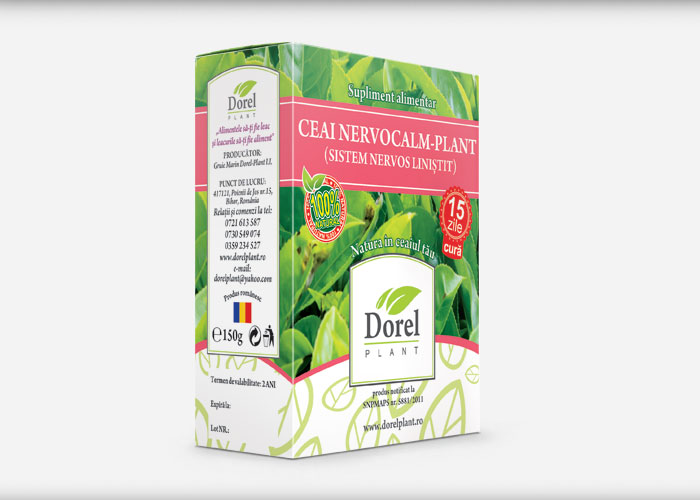 Dorel
PLANT
„Alimentele să-ți fie leac
și leacurile să-ți fie aliment”
PRODUCĂTOR:
Gruie Marin Dorel-Plant I.I.
PUNCT DE LUCRU:
417121, Poienii de Jos nr.15,
Bihor, România
Relații și comenzi la tel:
0721 613 587
0730 549 074
0359 234 527
www.dorelplant.ro
e-mail:
dorelplant@yahoo.com
Produs românesc
℮150g
Termen de valabilitate: 2 ANI
Expiră la:
Lot NR.:
Supliment alimentar
CEAI NERVOCALM-PLANT
(SISTEM NERVOS LINIȘTIT)
100%
NATURAL
15
zile
cură
Natura în ceaiul tău
Dorel
PLANT
produs notificat la
SNPMAPS nr. 5881/2011
www.dorelplant.ro